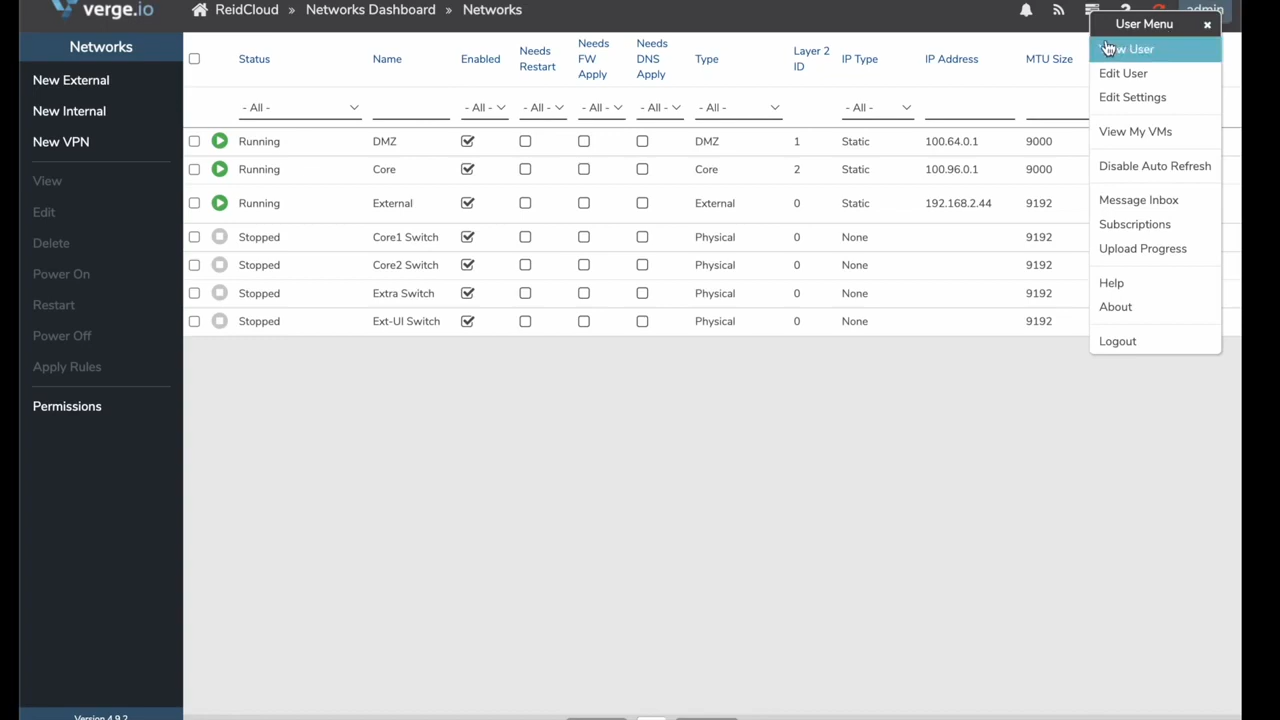 verge.io
ReidCloud » Networks Dashboard » Networks
admin
Networks
New External
New Internal
New VPN
View
Edit
Delete
Power On
Restart
Power Off
Apply Rules
Permissions
Version 4.9.2
Status Name Enabled Needs Restart Needs FW Apply Needs DNS Apply Type Layer 2 ID IP Type IP Address MTU Size
- All - - All - - All - - All - - All - - All - - All -
Running DMZ DMZ 1 Static 100.64.0.1 9000
Running Core Core 2 Static 100.96.0.1 9000
Running External External 0 Static 192.168.2.44 9192
Stopped Core1 Switch Physical 0 None 9192
Stopped Core2 Switch Physical 0 None 9192
Stopped Extra Switch Physical 0 None 9192
Stopped Ext-UI Switch Physical 0 None 9192
User Menu ×
User
Edit User
Edit Settings
View My VMs
Disable Auto Refresh
Message Inbox
Subscriptions
Upload Progress
Help
About
Logout